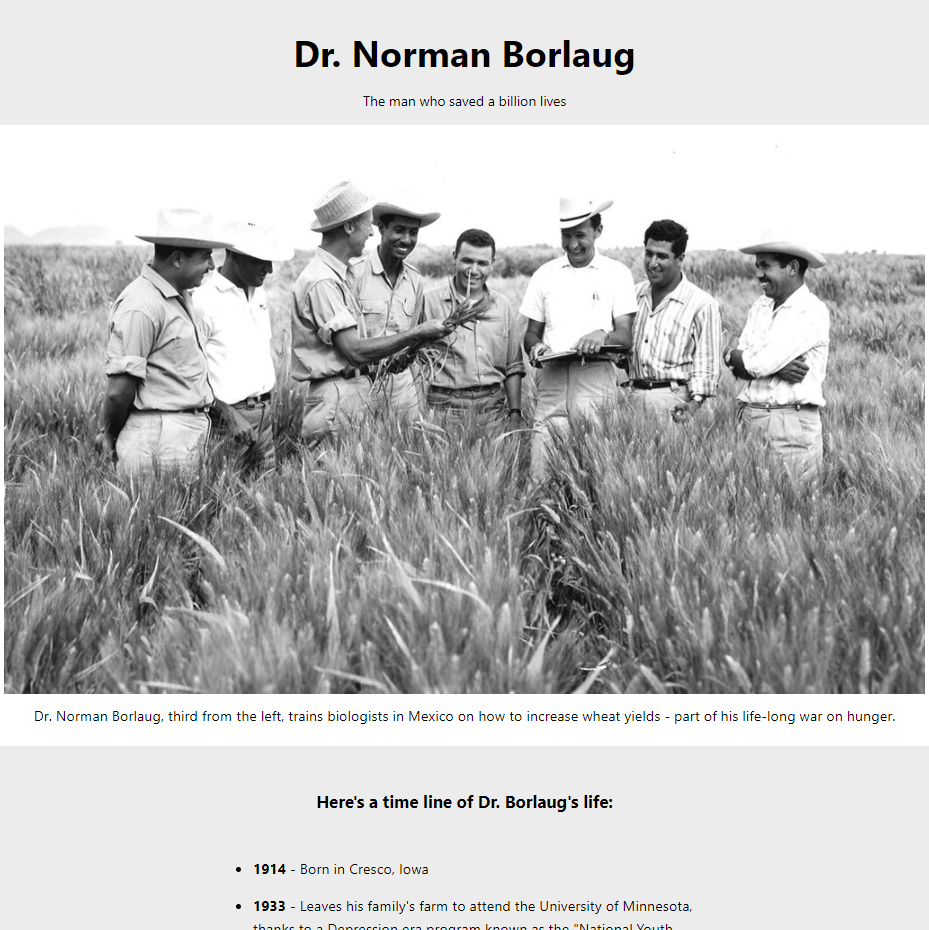 Dr. Norman Borlaug
The man who saved a billion lives
Dr. Norman Borlaug, third from the left, trains biologists in Mexico on how to increase wheat yields - part of his life-long war on hunger.
Here's a time line of Dr. Borlaug's life:
1914 - Born in Cresco, Iowa
1933 - Leaves his family's farm to attend the University of Minnesota,
thanks to a Depression era program known as the "National Youth